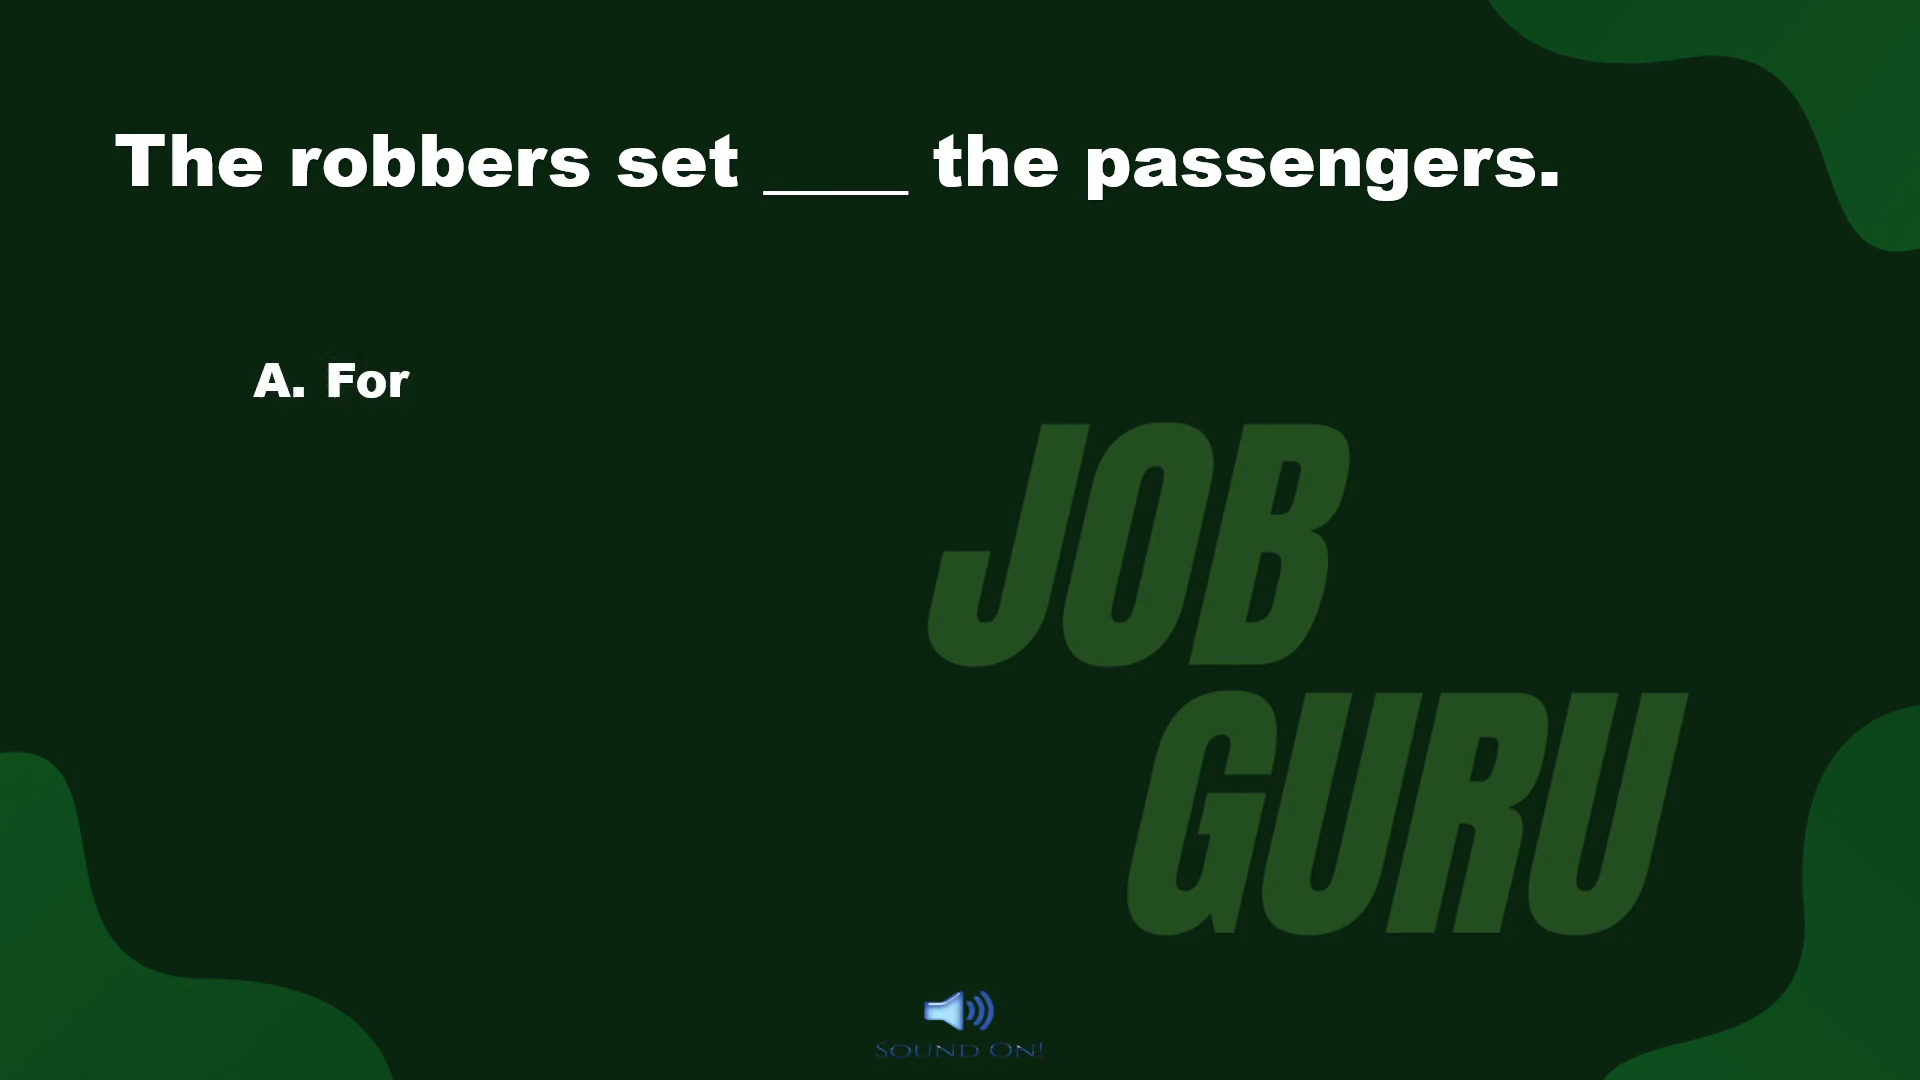 The robbers set ____ the passengers.
A. For
JOB
GURU
SOUND ON!